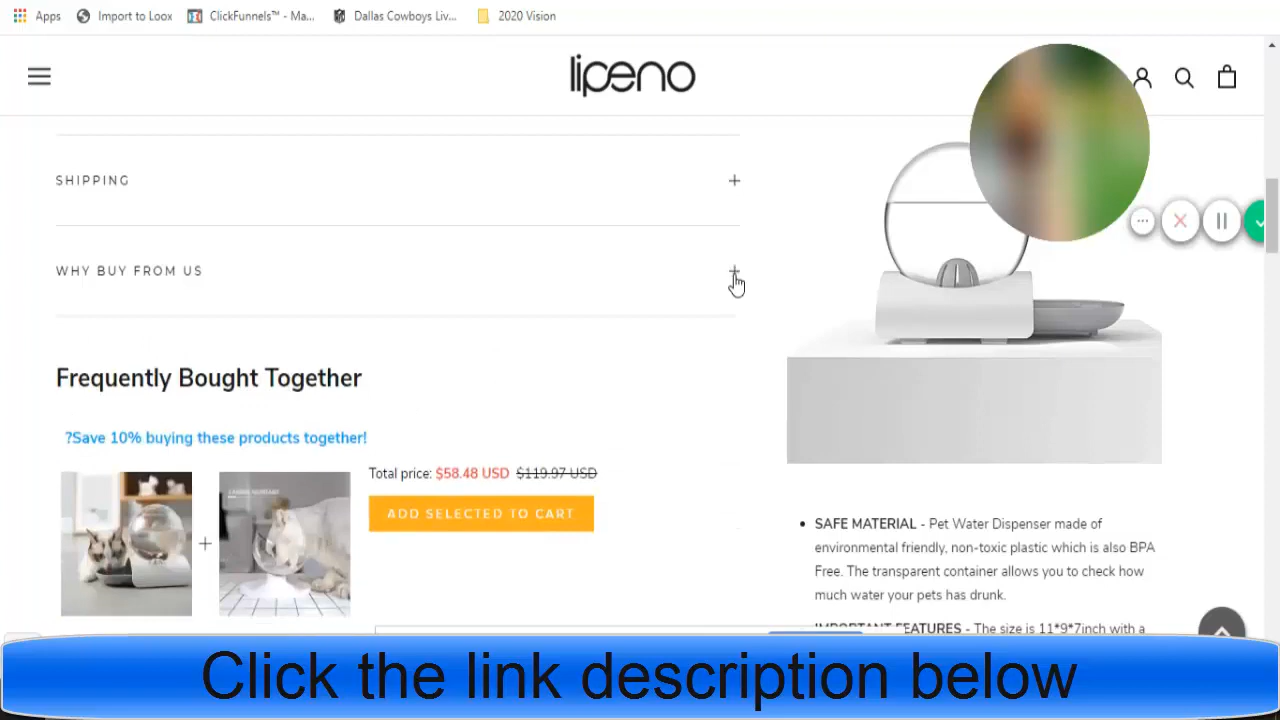 Apps
Import to Loox
ClickFunnels™ - Ma...
Dallas Cowboys Liv...
2020 Vision
lipeno
SHIPPING
WHY BUY FROM US
Frequently Bought Together
?Save 10% buying these products together!
Total price: $58.48 USD $119.97 USD
ADD SELECTED TO CART
SAFE MATERIAL - Pet Water Dispenser made of
environmental friendly, non-toxic plastic which is also BPA
Free. The transparent container allows you to check how
much water your pets has drunk.
IMPORTANT FEATURES - The size is 11*9*7inch with a
Click the link description below